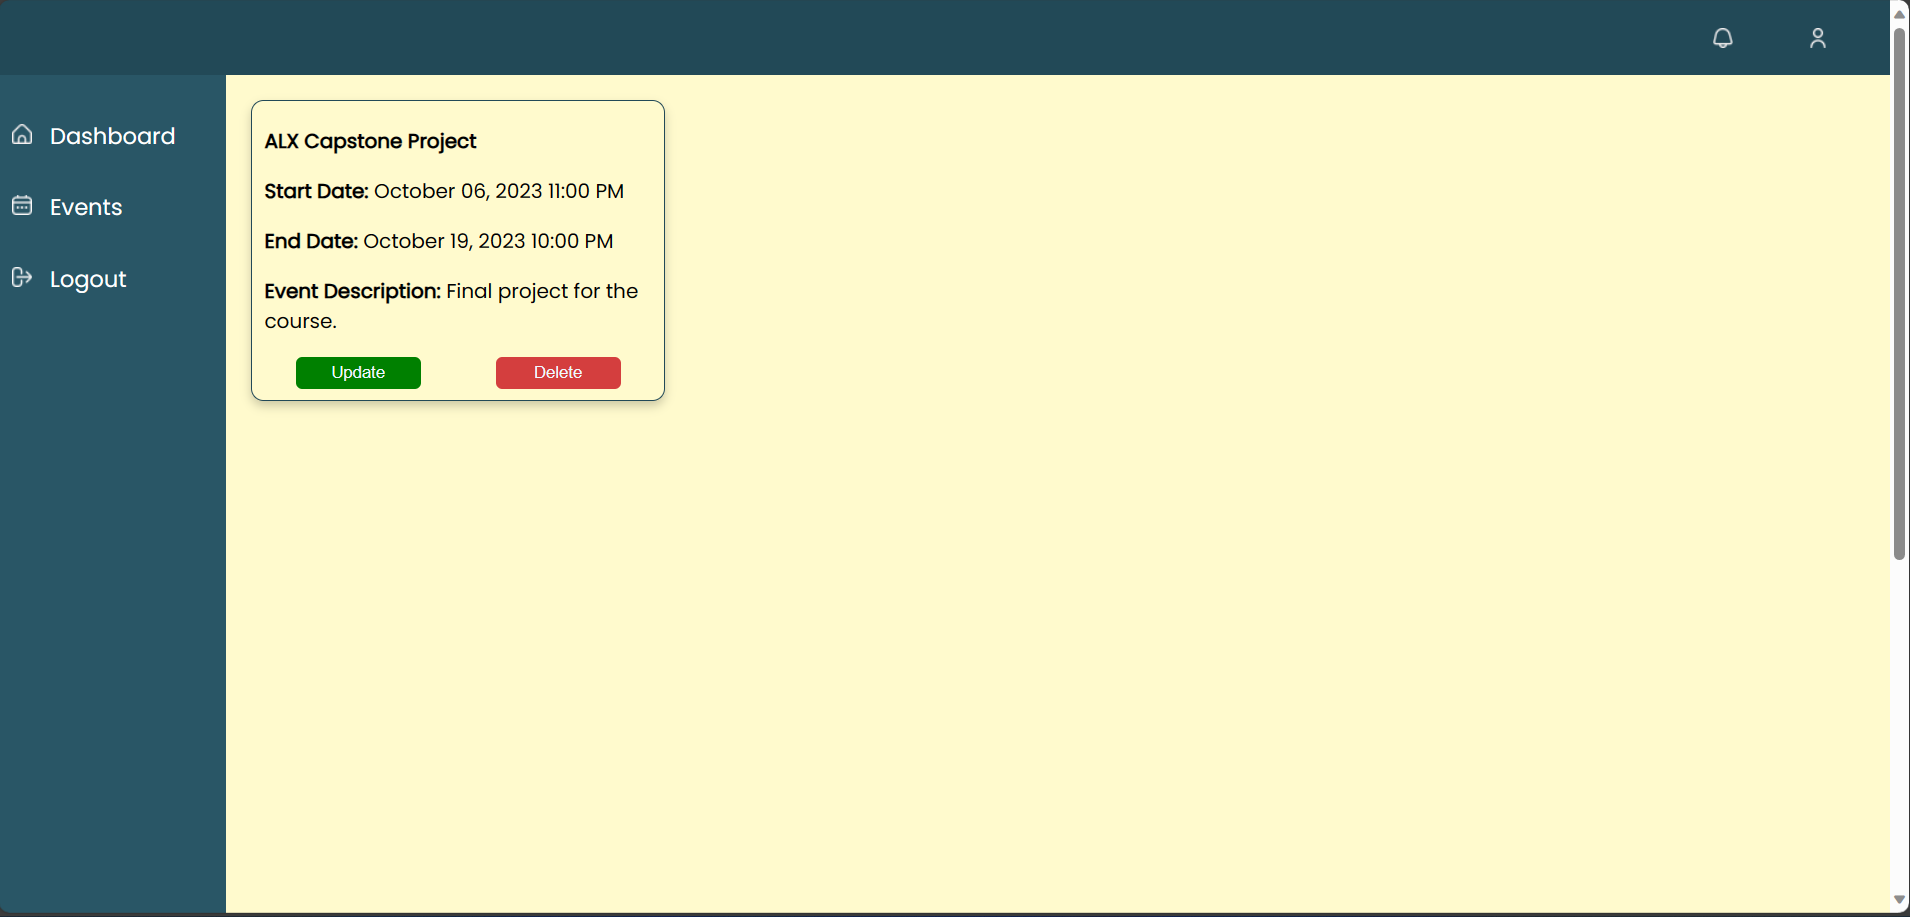 Dashboard
Events
Logout
ALX Capstone Project
Start Date: October 06, 2023 11:00 PM
End Date: October 19, 2023 10:00 PM
Event Description: Final project for the
course.
Update
Delete